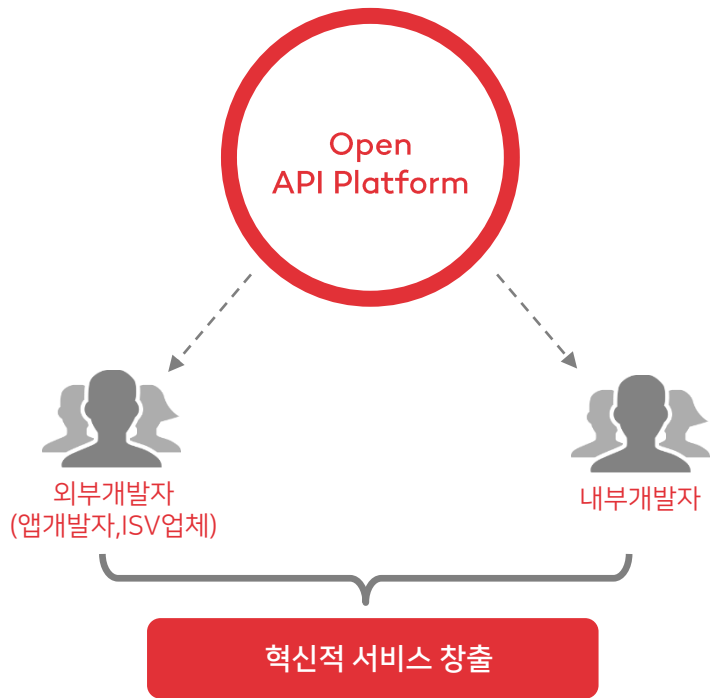 Open
API Platform
외부개발자
(앱개발자,ISV업체)
내부개발자
혁신적 서비스 창출